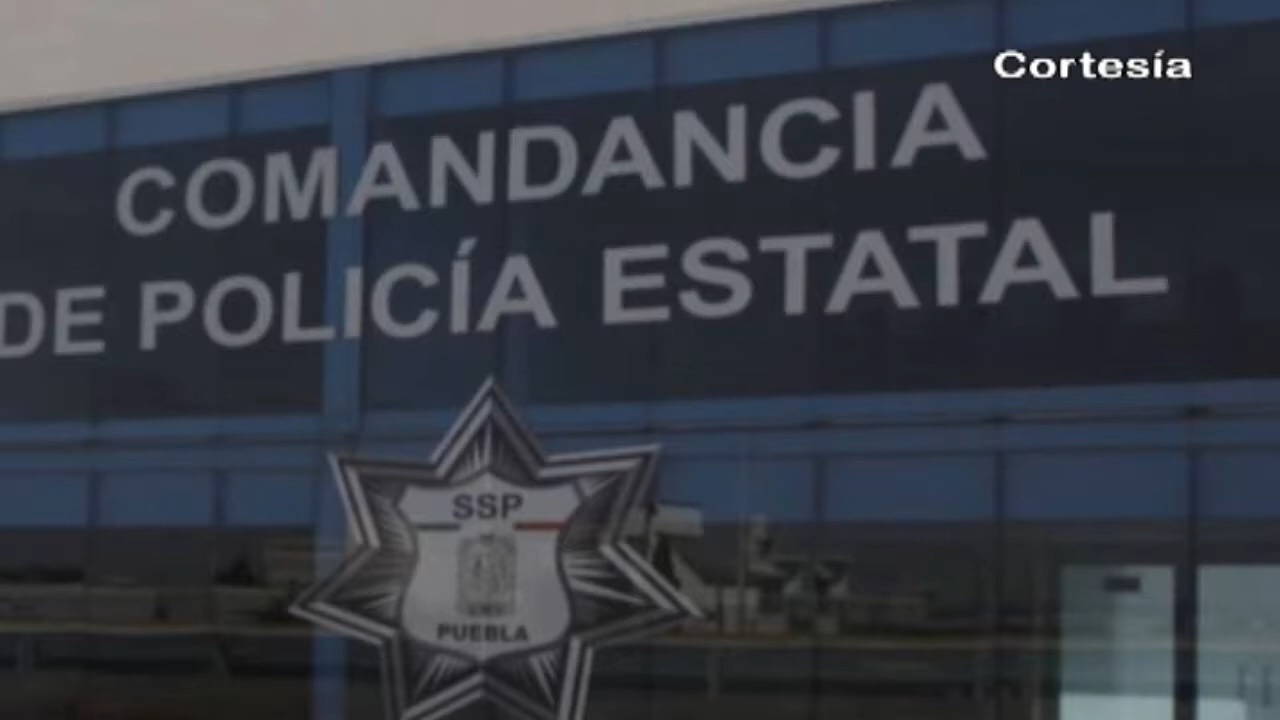 Cortesía
COMANDANCIA
DE POLICÍA ESTATAL
SSP
PUEBLA